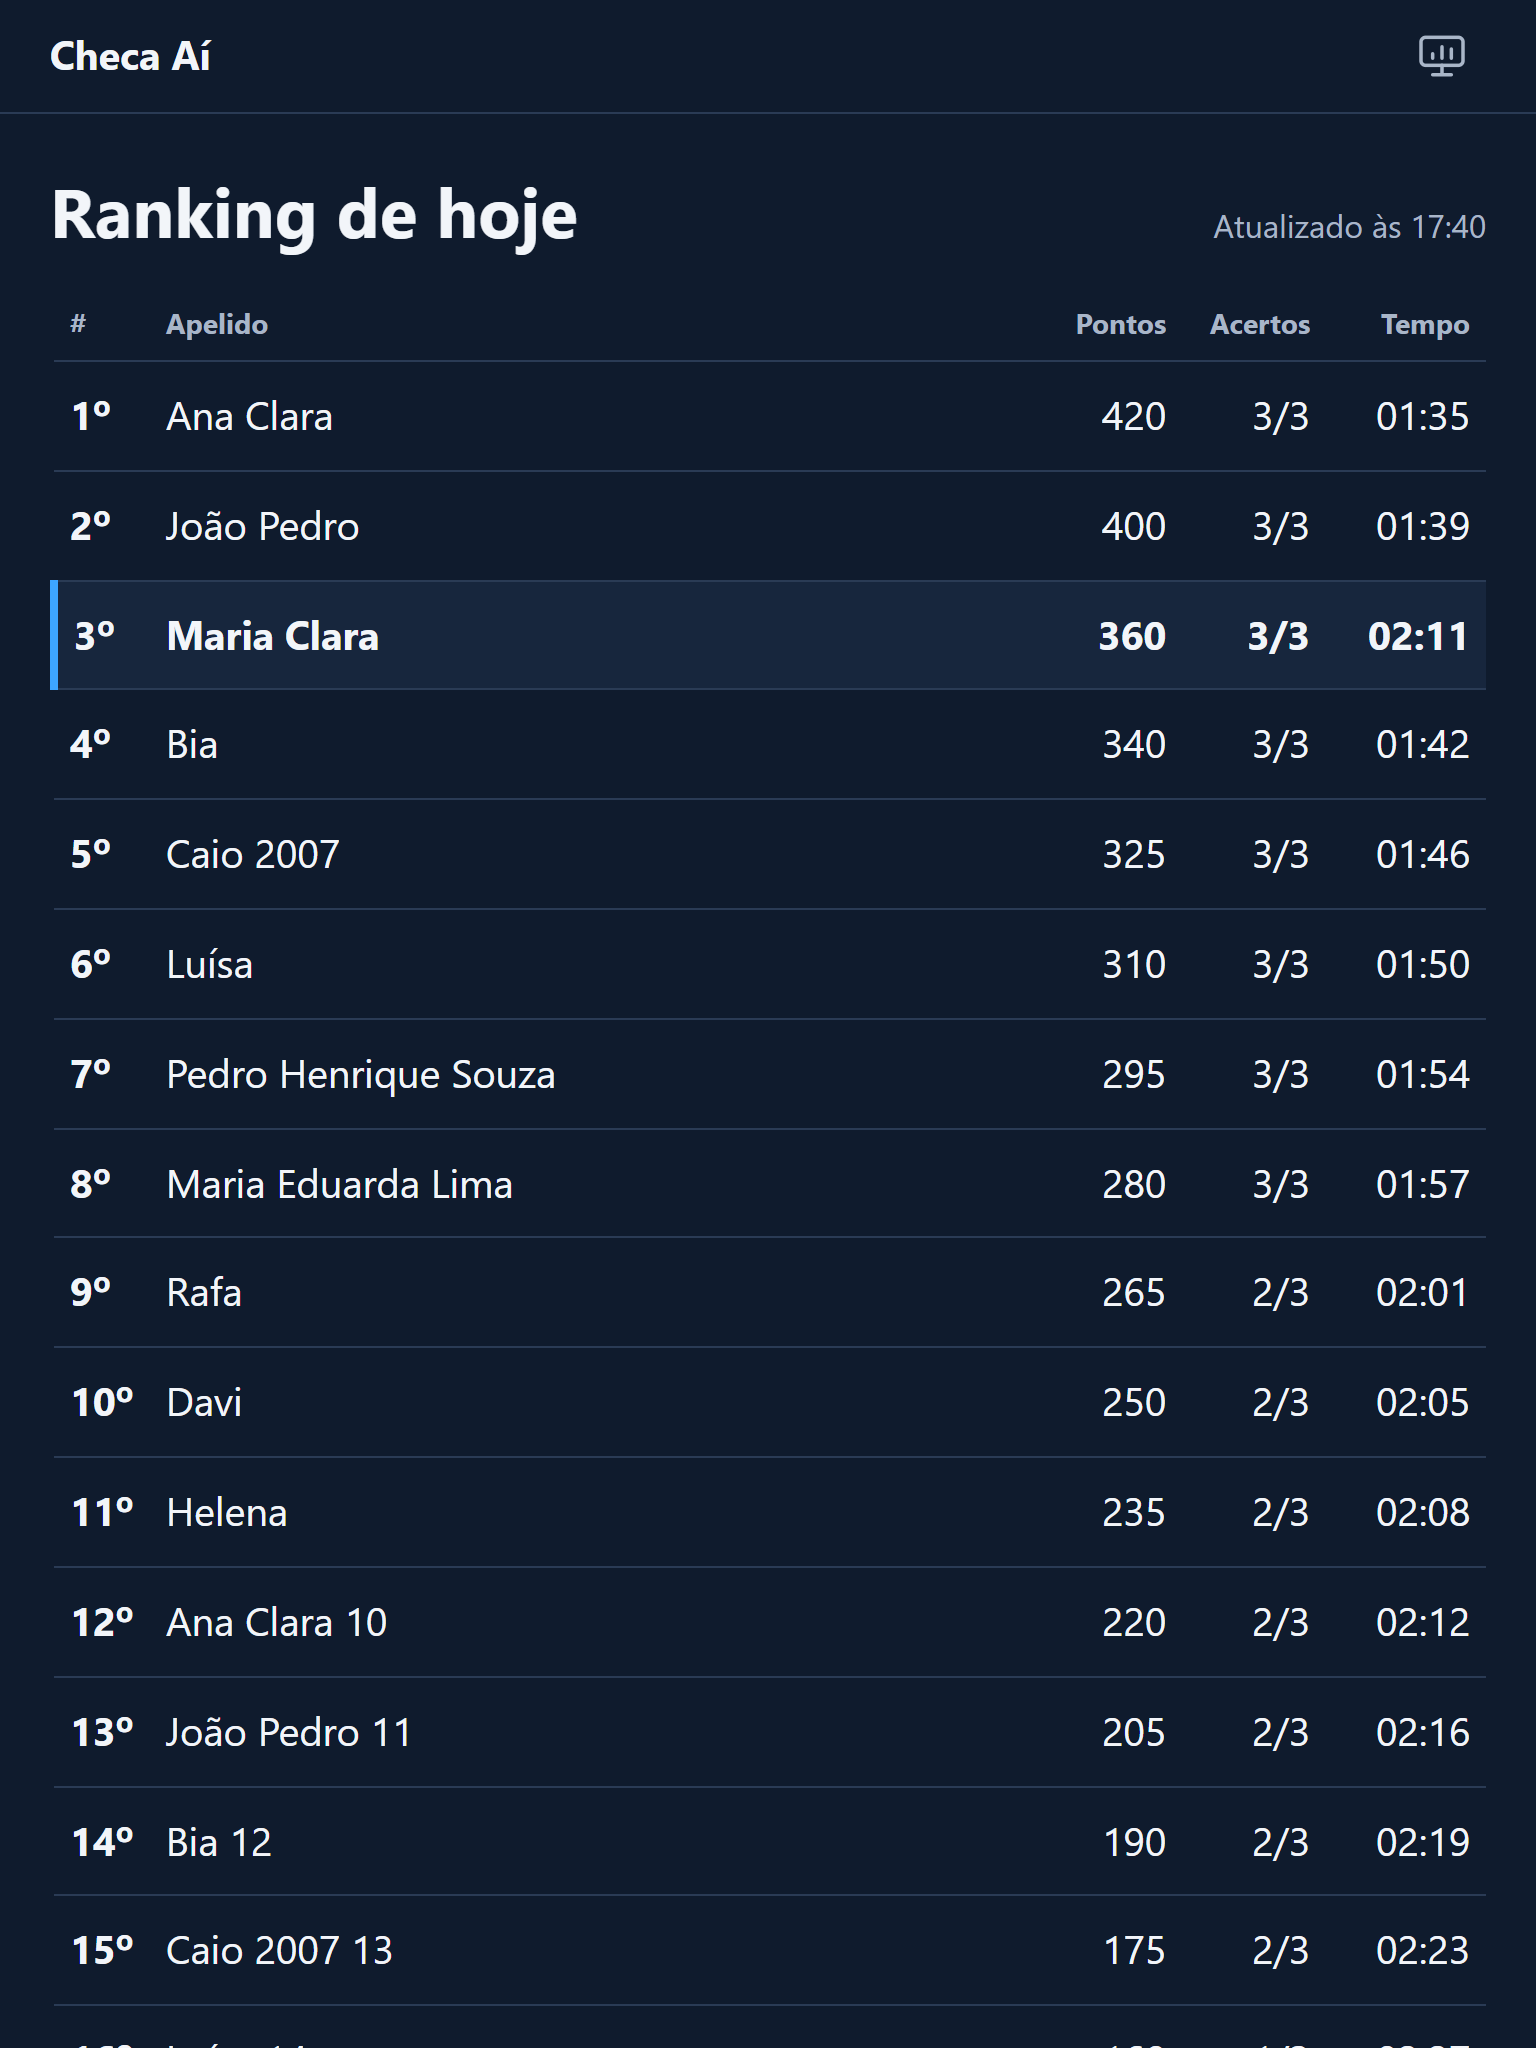 Checa Aí
Ranking de hoje
Atualizado às 17:40
# Apelido Pontos Acertos Tempo
1º Ana Clara 420 3/3 01:35
2º João Pedro 400 3/3 01:39
3º Maria Clara 360 3/3 02:11
4º Bia 340 3/3 01:42
5º Caio 2007 325 3/3 01:46
6º Luísa 310 3/3 01:50
7º Pedro Henrique Souza 295 3/3 01:54
8º Maria Eduarda Lima 280 3/3 01:57
9º Rafa 265 2/3 02:01
10º Davi 250 2/3 02:05
11º Helena 235 2/3 02:08
12º Ana Clara 10 220 2/3 02:12
13º João Pedro 11 205 2/3 02:16
14º Bia 12 190 2/3 02:19
15º Caio 2007 13 175 2/3 02:23